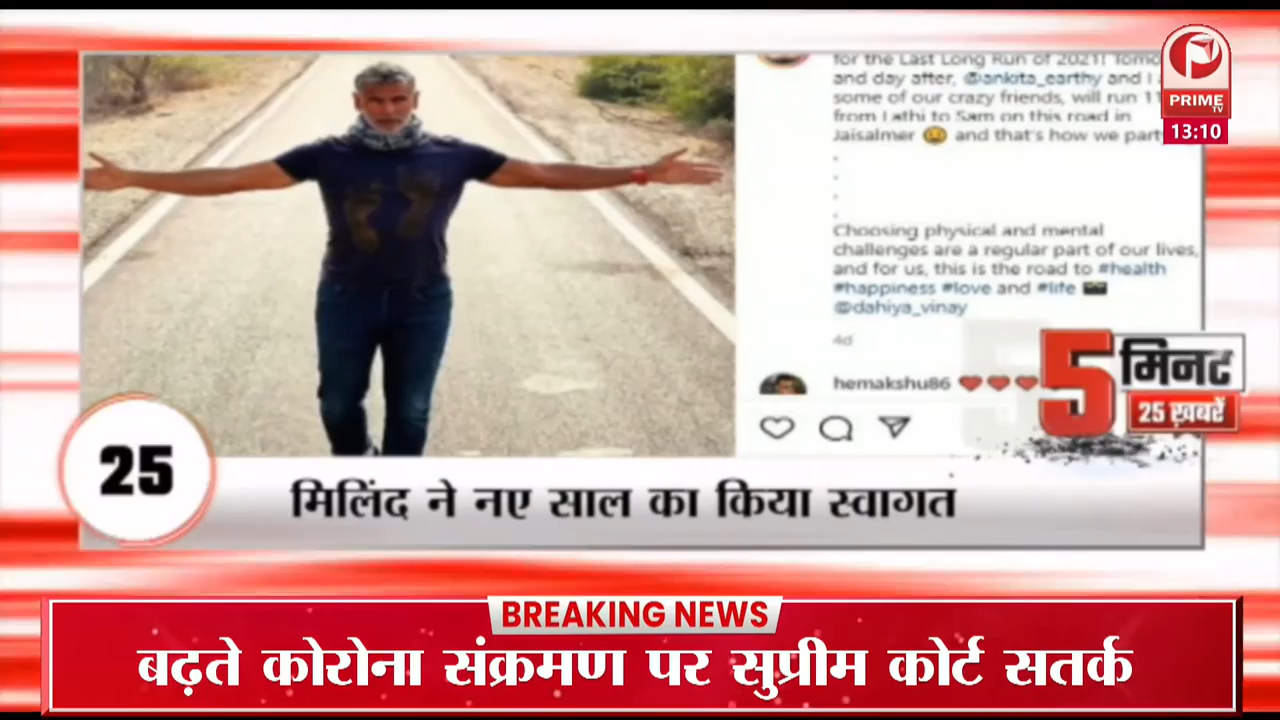 for the Last Long Run of 2021! Tomo
and day after, @ankita_earthy and I
some of our crazy friends, will run 11
from Lathi to Sam on this road in
Jaisalmer 😩 and that's how we party
.
.
.
.
Choosing physical and mental
challenges are a regular part of our lives,
and for us, this is the road to #health
#happiness #love and #life
@dahiya_vinay
4d
hemakshu86 ❤❤❤
PRIME
TV
13:10
5 मिनट
25 ख़बरें
25
मिलिंद ने नए साल का किया स्वागत
BREAKING NEWS
बढ़ते कोरोना संक्रमण पर सुप्रीम कोर्ट सतर्क